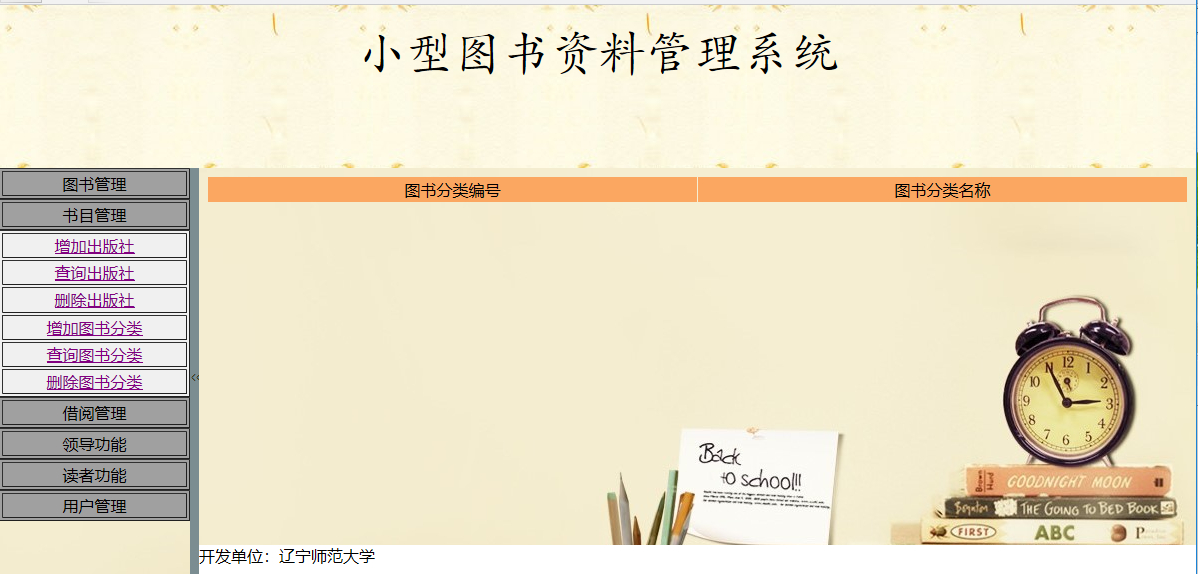 小型图书资料管理系统
图书管理
书目管理
增加出版社
查询出版社
删除出版社
增加图书分类
查询图书分类
删除图书分类
借阅管理
领导功能
读者功能
用户管理
图书分类编号 图书分类名称
Back
to school!!!
GOODNIGHT MOON
THE GOING TO BED BOOK
FIRST ABC
开发单位：辽宁师范大学